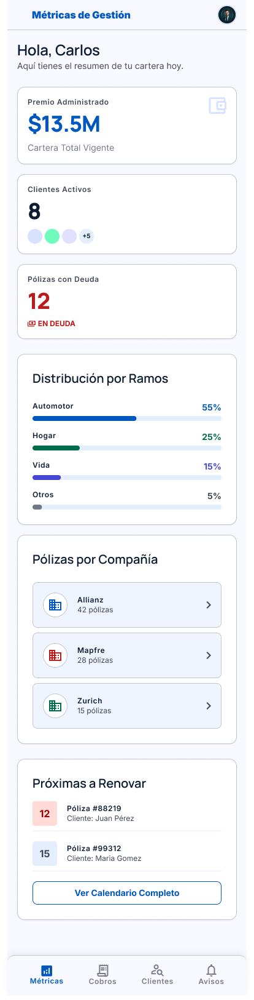 Métricas de Gestión
Hola, Carlos
Aquí tienes el resumen de tu cartera hoy.
Premio Administrado
$13.5M
Cartera Total Vigente
Clientes Activos
8
+5
Pólizas con Deuda
12
EN DEUDA
Distribución por Ramos
Automotor 55%
Hogar 25%
Vida 15%
Otros 5%
Pólizas por Compañía
Allianz
42 pólizas
Mapfre
28 pólizas
Zurich
15 pólizas
Próximas a Renovar
12
Póliza #88219
Cliente: Juan Pérez
15
Póliza #99312
Cliente: Maria Gomez
Ver Calendario Completo
Métricas Cobros Clientes Avisos